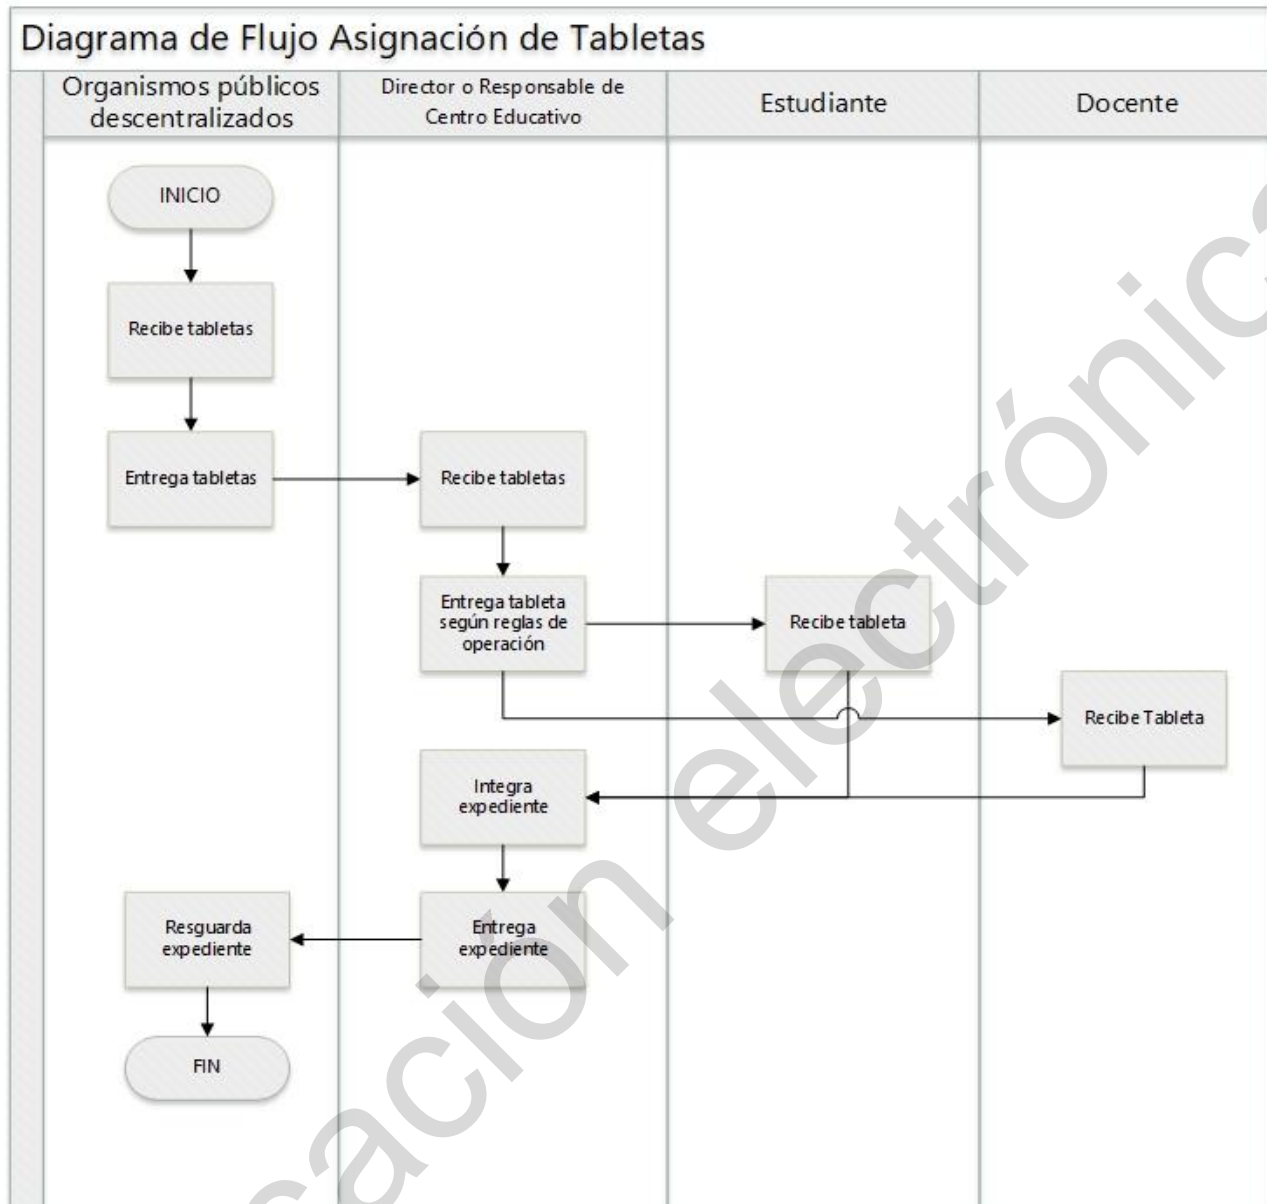 Diagrama de Flujo Asignación de Tabletas
Organismos públicos
descentralizados
Director o Responsable de
Centro Educativo
Estudiante
Docente
INICIO
Recibe tabletas
Entrega tabletas
Recibe tabletas
Entrega tableta
según reglas de
operación
Recibe tableta
Recibe Tableta
Integra
expediente
Entrega
expediente
Resguarda
expediente
FIN
cación electrónica